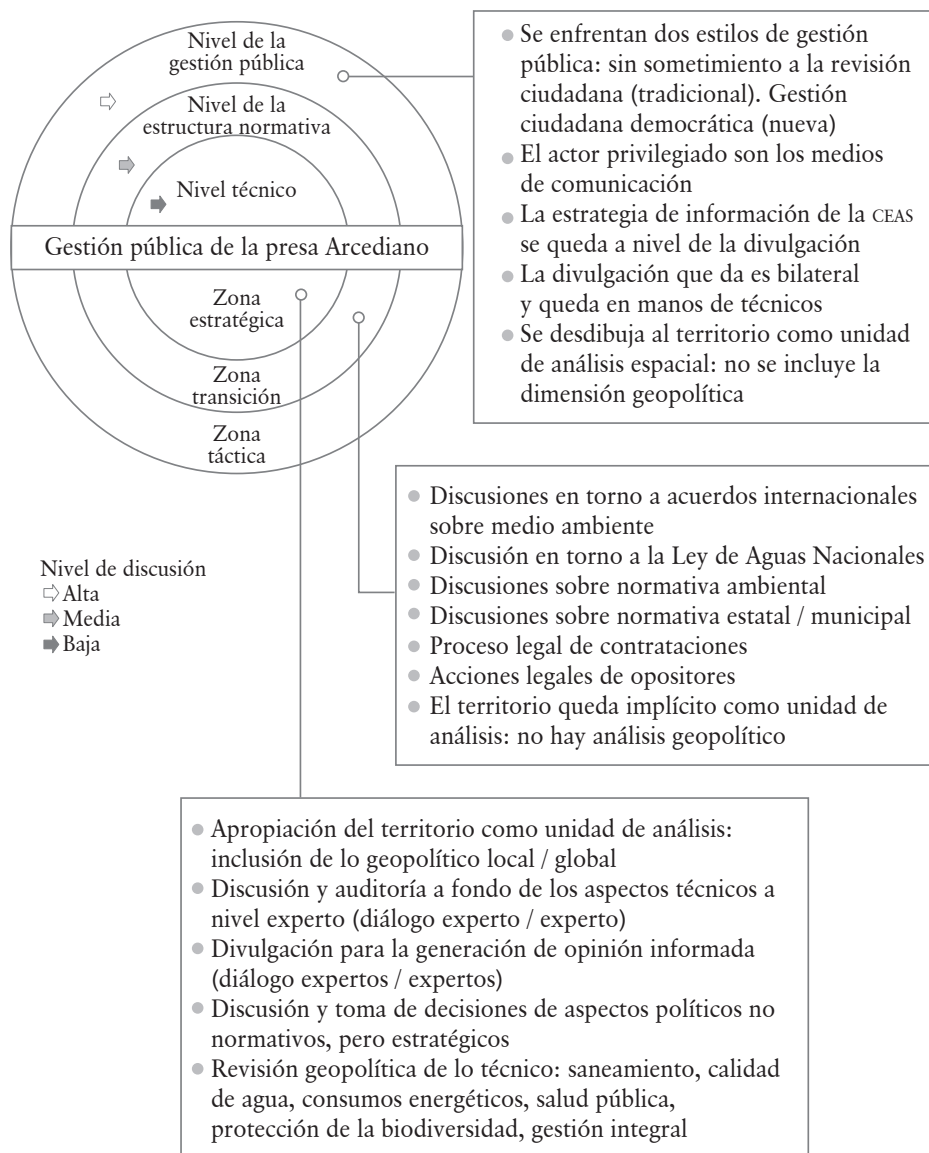 Nivel de la
gestión pública
Nivel de la
estructura normativa
Nivel técnico
Gestión pública de la presa Arcediano
Zona
estratégica
Zona
transición
Zona
táctica
Se enfrentan dos estilos de gestión
pública: sin sometimiento a la revisión
ciudadana (tradicional). Gestión
ciudadana democrática (nueva)
El actor privilegiado son los medios
de comunicación
La estrategia de información de la CEAS
se queda a nivel de la divulgación
La divulgación que da es bilateral
y queda en manos de técnicos
Se desdibuja al territorio como unidad
de análisis espacial: no se incluye la
dimensión geopolítica
Nivel de discusión
Alta
Media
Baja
Discusiones en torno a acuerdos internacionales
sobre medio ambiente
Discusión en torno a la Ley de Aguas Nacionales
Discusiones sobre normativa ambiental
Discusiones sobre normativa estatal / municipal
Proceso legal de contrataciones
Acciones legales de opositores
El territorio queda implícito como unidad de
análisis: no hay análisis geopolítico
Apropiación del territorio como unidad de análisis:
inclusión de lo geopolítico local / global
Discusión y auditoría a fondo de los aspectos técnicos a
nivel experto (diálogo experto / experto)
Divulgación para la generación de opinión informada
(diálogo expertos / expertos)
Discusión y toma de decisiones de aspectos políticos no
normativos, pero estratégicos
Revisión geopolítica de lo técnico: saneamiento, calidad
de agua, consumos energéticos, salud pública,
protección de la biodiversidad, gestión integral